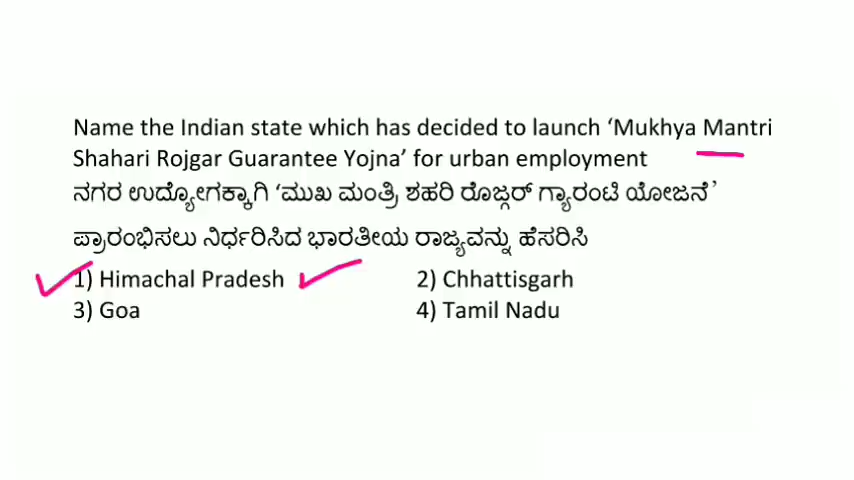 Name the Indian state which has decided to launch ‘Mukhya Mantri
Shahari Rojgar Guarantee Yojna’ for urban employment
ನಗರ ಉದ್ಯೋಗಕ್ಕಾಗಿ ‘ಮುಖ ಮಂತ್ರಿ ಶಹರಿ ರೊಜ್ಗರ್ ಗ್ಯಾರಂಟಿ ಯೋಜನೆ’
ಪ್ರಾರಂಭಿಸಲು ನಿರ್ಧರಿಸಿದ ಭಾರತೀಯ ರಾಜ್ಯವನ್ನು ಹೆಸರಿಸಿ
1) Himachal Pradesh 2) Chhattisgarh
3) Goa 4) Tamil Nadu